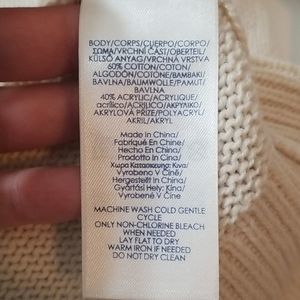 BODY/CORPS/CUERPO/CORPO/
ΣΩΜΑ/VRCHNÍ ČÁST/OBERTEIL/
KÜLSŐ ANYAG/VRCHNÁ VRSTVA
60% COTTON/COTON/
ALGODÓN/COTONE/ΒΑΜΒΑΚΙ/
BAVLNA/BAUMWOLLE/PAMUT/
BAVLNA
40% ACRYLIC/ACRYLIQUE/
acrílico/ACRILICO/ΑΚΡΥΛΙΚΟ/
AKRYLOVÁ PRÍZE/POLYACRYL/
AKRIL/AKRYL
Made In China/
Fabriqué En Chine/
Hecho En China/
Prodotto In Cina/
Χωρα Κατασκευης: Κινα/
Vyrobeno V Číně/
Hergestellt In China/
Gyártási Hely: Kína/
Vyrobené V Číne
MACHINE WASH COLD GENTLE
CYCLE
ONLY NON-CHLORINE BLEACH
WHEN NEEDED
LAY FLAT TO DRY
WARM IRON IF NEEDED
DO NOT DRY CLEAN